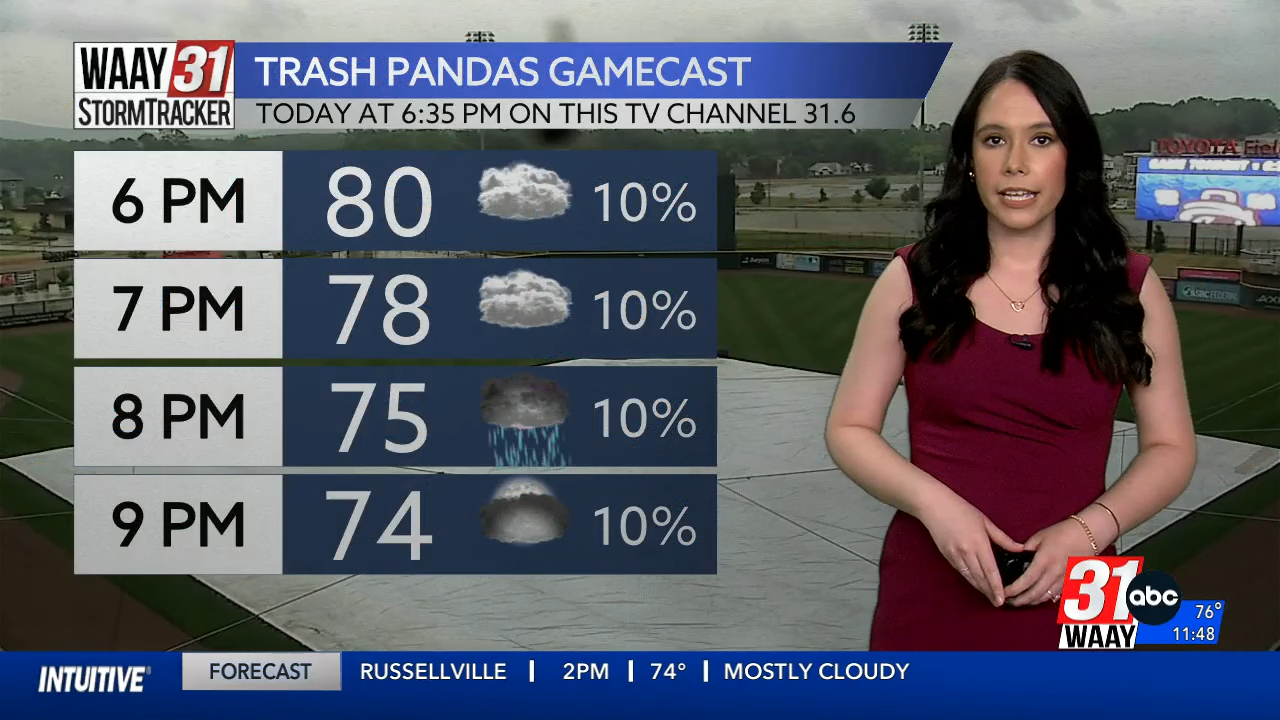 WAAY 31
STORMTRACKER
TRASH PANDAS GAMECAST
TODAY AT 6:35 PM ON THIS TV CHANNEL 31.6
6 PM 80 10%
7 PM 78 10%
8 PM 75 10%
9 PM 74 10%
TOYOTA Fiel
31 abc
WAAY
76°
11:48
INTUITIVE
FORECAST
RUSSELLVILLE | 2PM | 74° | MOSTLY CLOUDY